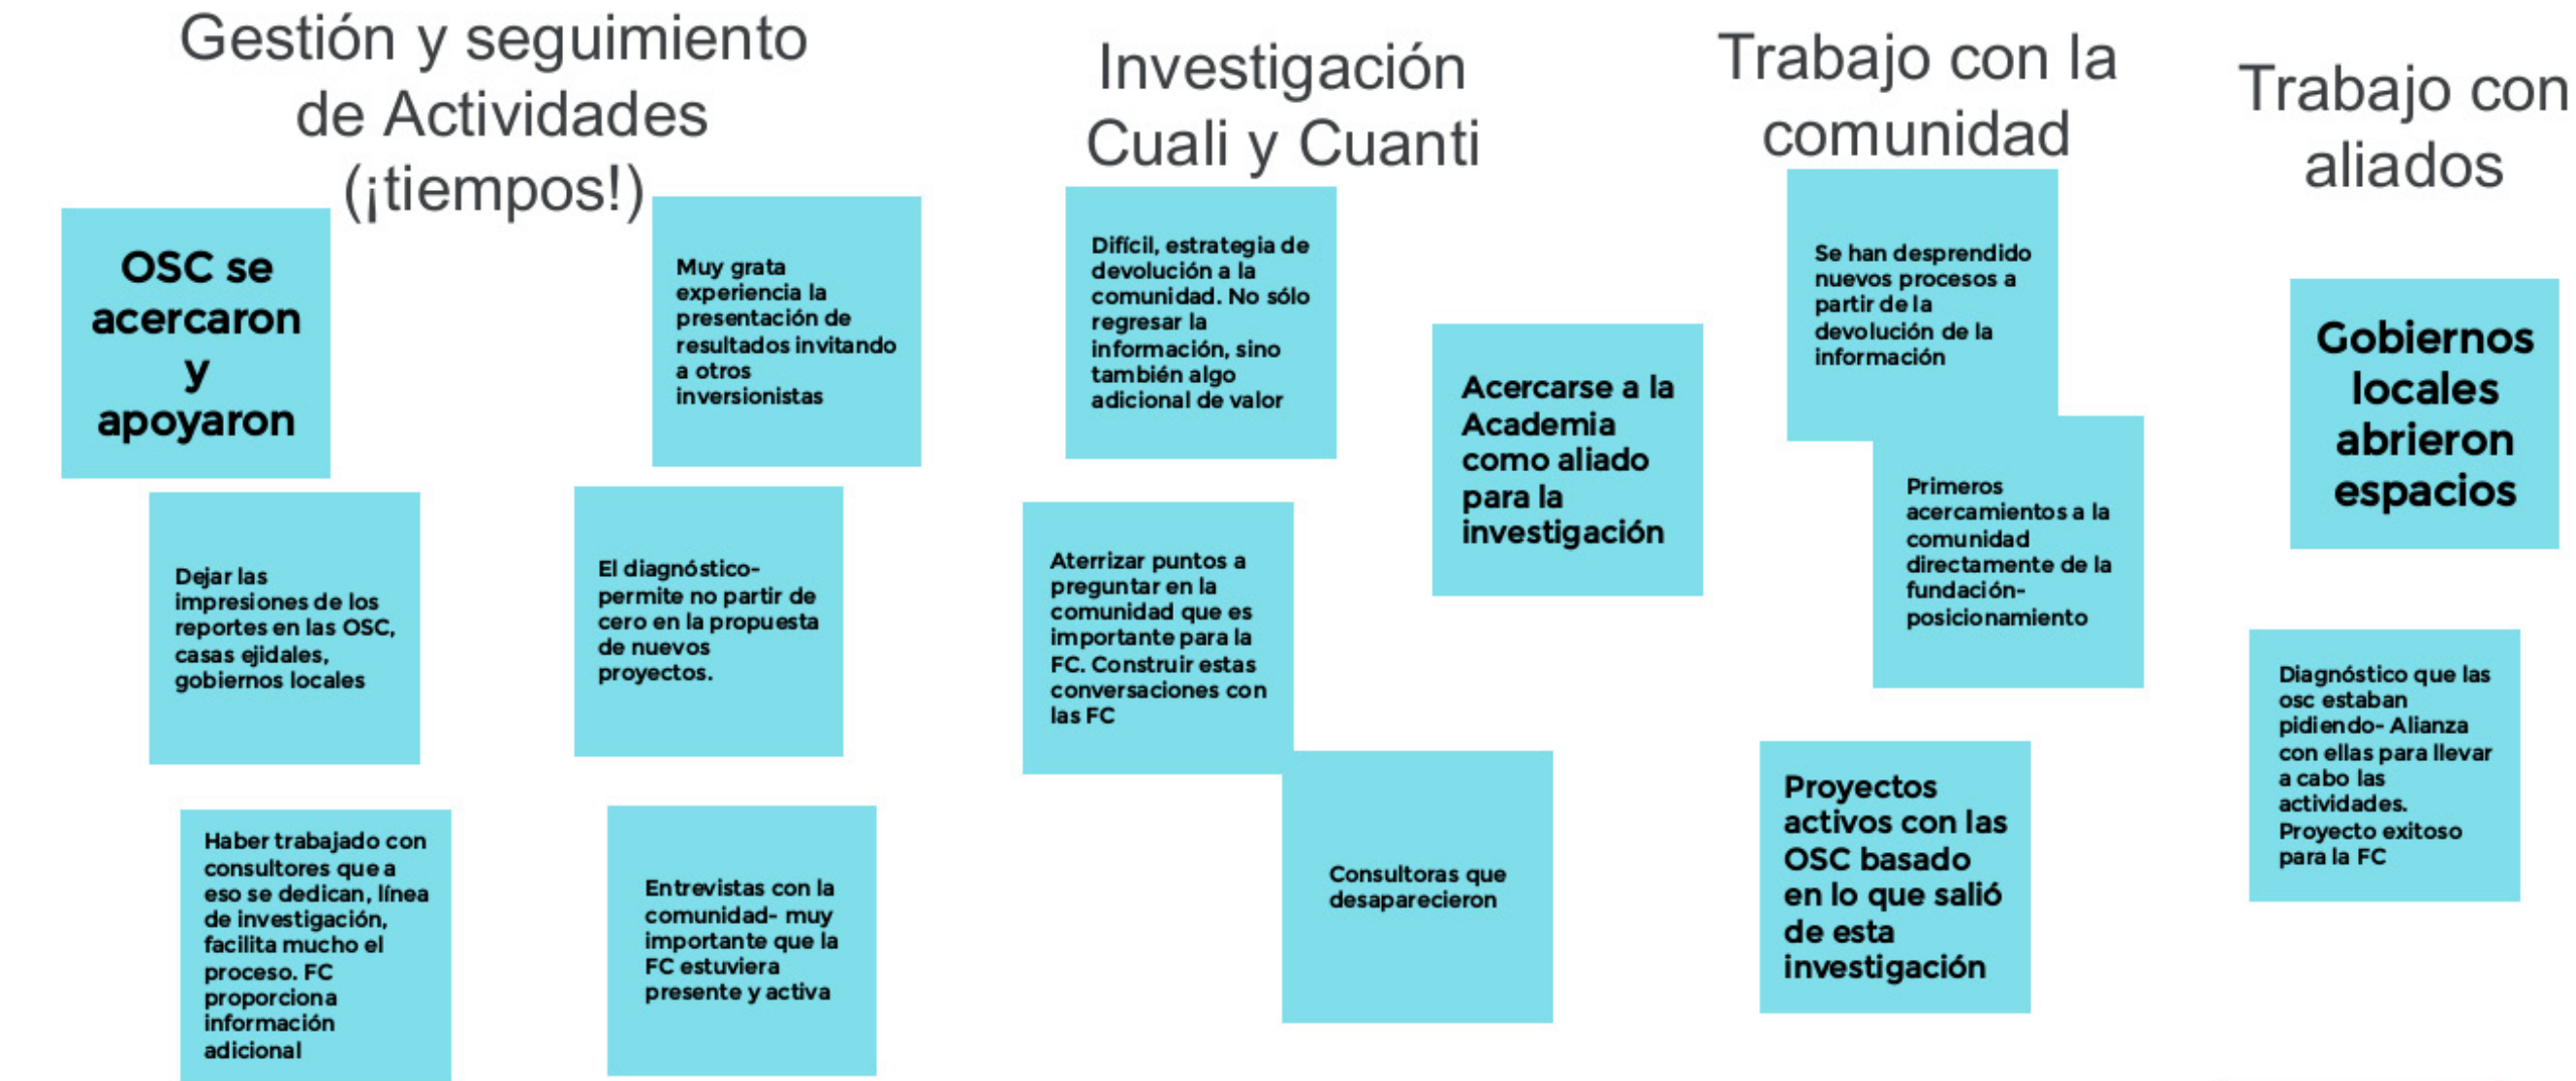 Gestión y seguimiento
de Actividades
(¡tiempos!)
OSC se
acercaron
y
apoyaron
Muy grata
experiencia la
presentación de
resultados invitando
a otros
inversionistas
Dejar las
impresiones de los
reportes en las OSC,
casas ejidales,
gobiernos locales
El diagnóstico-
permite no partir de
cero en la propuesta
de nuevos
proyectos.
Haber trabajado con
consultores que a
eso se dedican, línea
de investigación,
facilita mucho el
proceso. FC
proporciona
información
adicional
Entrevistas con la
comunidad- muy
importante que la
FC estuviera
presente y activa
Investigación
Cuali y Cuanti
Difícil, estrategia de
devolución a la
comunidad. No sólo
regresar la
información, sino
también algo
adicional de valor
Acercarse a la
Academia
como aliado
para la
investigación
Aterrizar puntos a
preguntar en la
comunidad que es
importante para la
FC. Construir estas
conversaciones con
las FC
Consultoras que
desaparecieron
Trabajo con la
comunidad
Se han desprendido
nuevos procesos a
partir de la
devolución de la
información
Primeros
acercamientos a la
comunidad
directamente de la
fundación-
posicionamiento
Proyectos
activos con las
OSC basado
en lo que salió
de esta
investigación
Trabajo con
aliados
Gobiernos
locales
abrieron
espacios
Diagnóstico que las
osc estaban
pidiendo- Alianza
con ellas para llevar
a cabo las
actividades.
Proyecto exitoso
para la FC